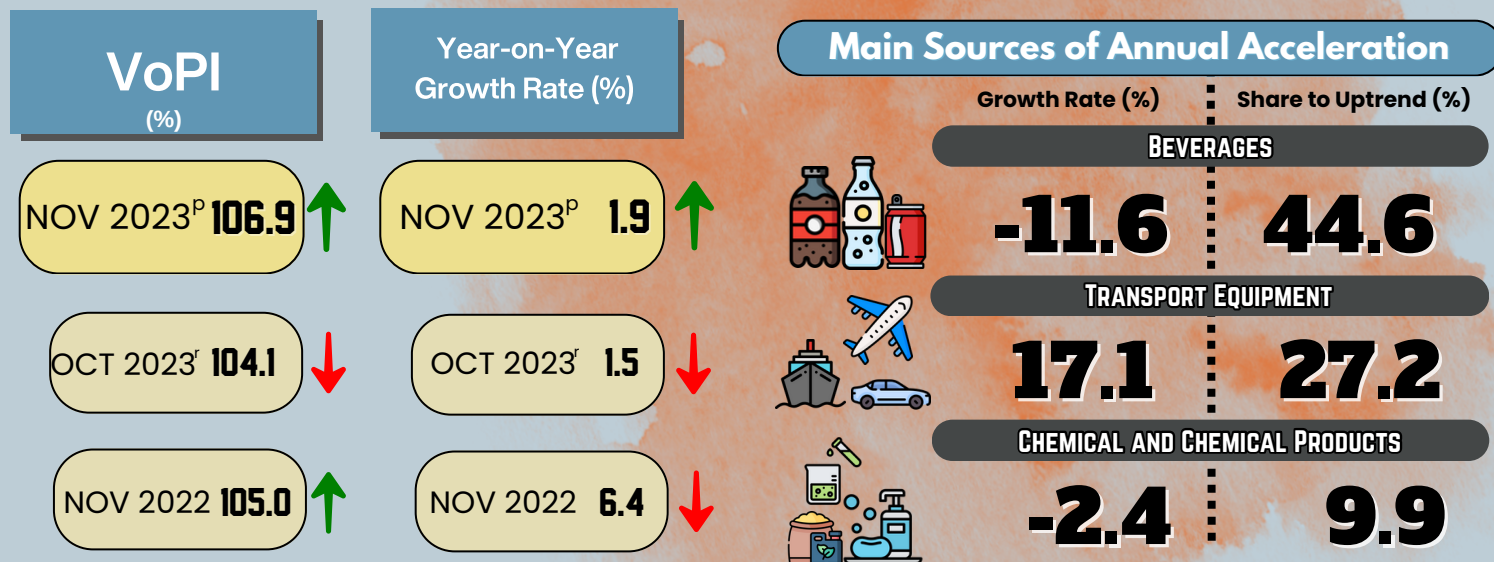 VoPI
(%)
NOV 2023ᵖ 106.9
OCT 2023ʳ 104.1
NOV 2022 105.0
Year-on-Year
Growth Rate (%)
NOV 2023ᵖ 1.9
OCT 2023ʳ 1.5
NOV 2022 6.4
Main Sources of Annual Acceleration
Growth Rate (%) Share to Uptrend (%)
BEVERAGES
-11.6 44.6
TRANSPORT EQUIPMENT
17.1 27.2
CHEMICAL AND CHEMICAL PRODUCTS
-2.4 9.9